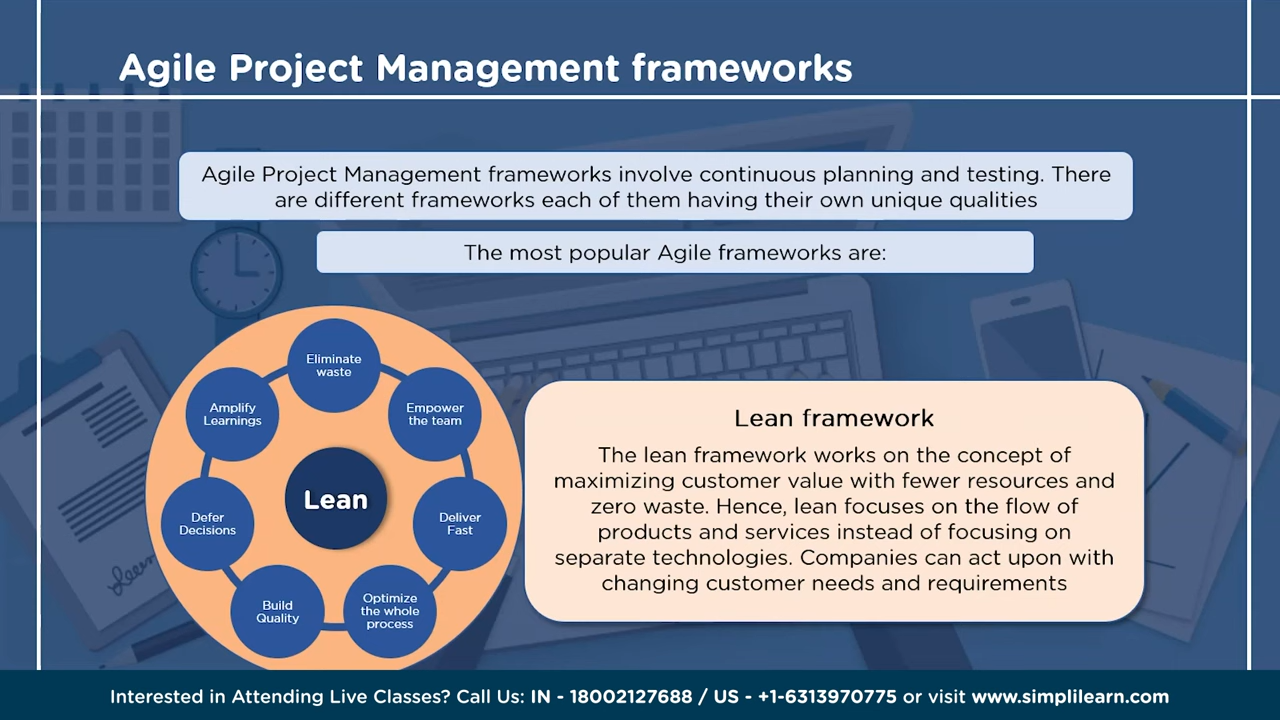 Agile Project Management frameworks
Agile Project Management frameworks involve continuous planning and testing. There
are different frameworks each of them having their own unique qualities
The most popular Agile frameworks are:
Eliminate
waste
Empower
the team
Deliver
Fast
Optimize
the whole
process
Build
Quality
Defer
Decisions
Amplify
Learnings
Lean
Lean framework
The lean framework works on the concept of
maximizing customer value with fewer resources and
zero waste. Hence, lean focuses on the flow of
products and services instead of focusing on
separate technologies. Companies can act upon with
changing customer needs and requirements
Interested in Attending Live Classes? Call Us: IN - 18002127688 / US - +1-6313970775 or visit www.simplilearn.com